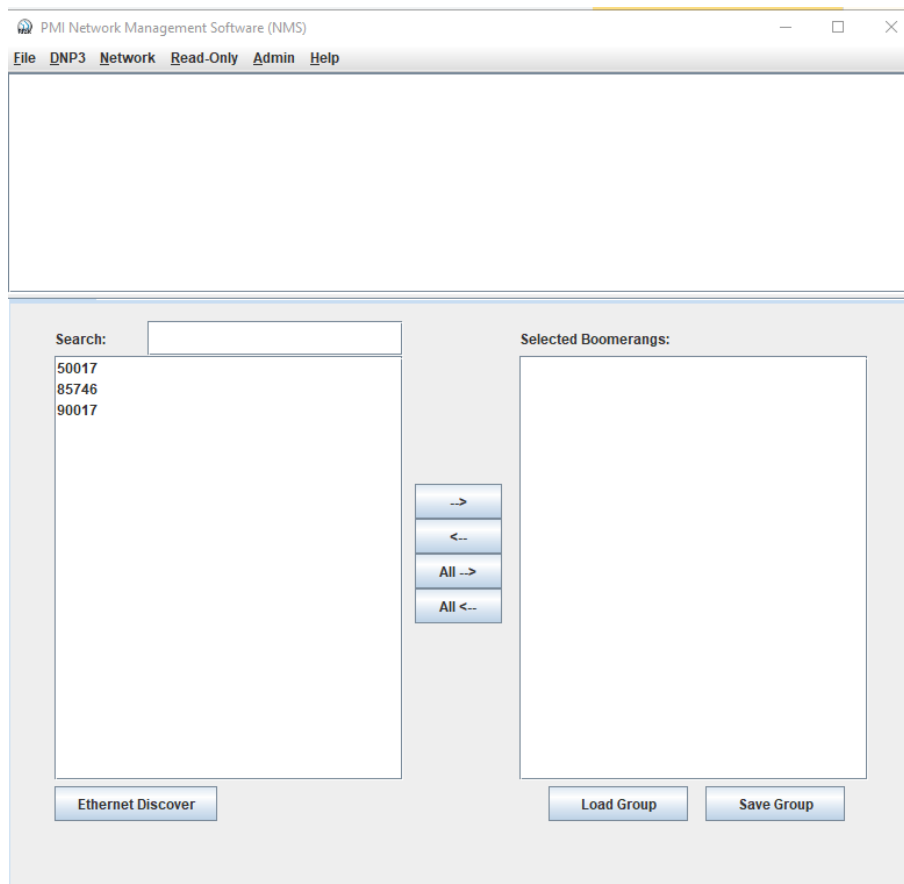 PMI Network Management Software (NMS)
File DNP3 Network Read-Only Admin Help
Search:
50017
85746
90017
Selected Boomerangs:
-->
<--
All -->
All <--
Ethernet Discover
Load Group Save Group